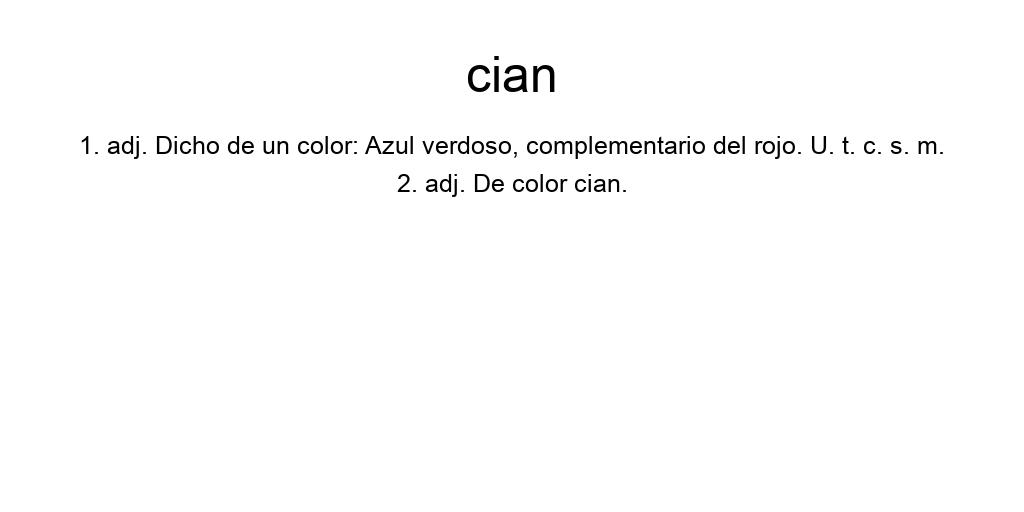 cian
1. adj. Dicho de un color: Azul verdoso, complementario del rojo. U. t. c. s. m.
2. adj. De color cian.